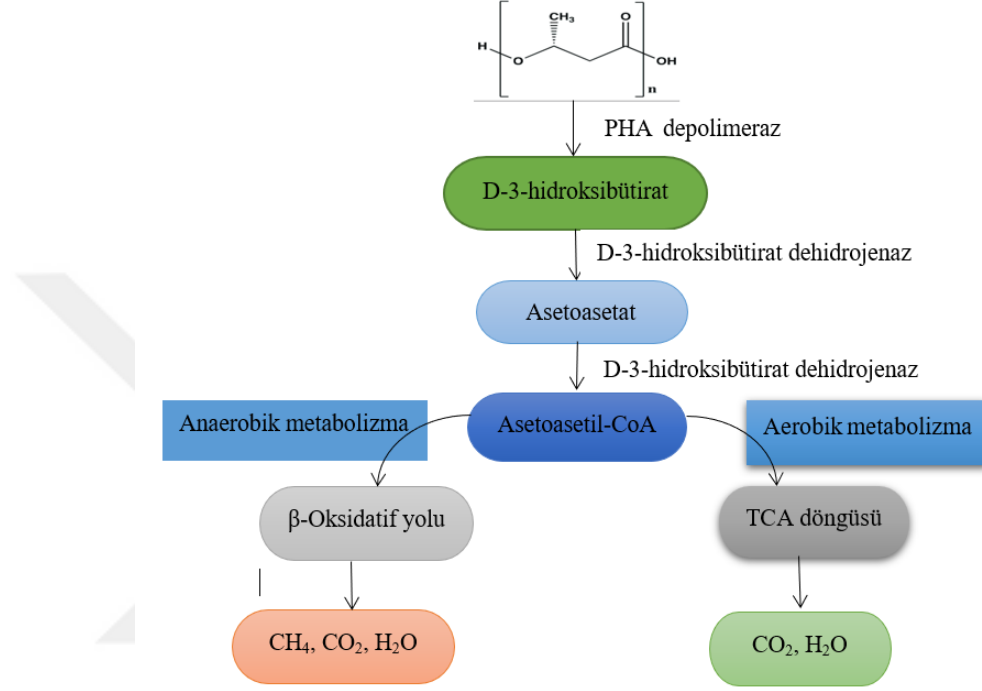 CH₃
O
H
O
OH
n
PHA depolimeraz
D-3-hidroksibütirat
D-3-hidroksibütirat dehidrojenaz
Asetoasetat
D-3-hidroksibütirat dehidrojenaz
Anaerobik metabolizma
Asetoasetil-CoA
Aerobik metabolizma
β-Oksidatif yolu
TCA döngüsü
CH₄, CO₂, H₂O
CO₂, H₂O